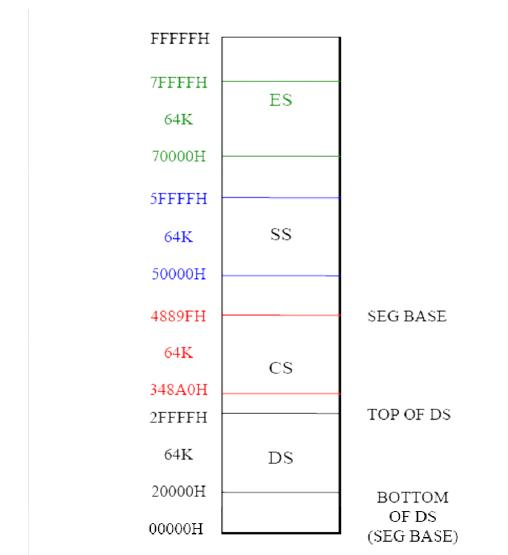 FFFFFH
7FFFFH
ES
64K
70000H
5FFFFH
SS
64K
50000H
4889FH SEG BASE
64K
CS
348A0H
2FFFFH TOP OF DS
64K DS
20000H
BOTTOM
OF DS
(SEG BASE)
00000H